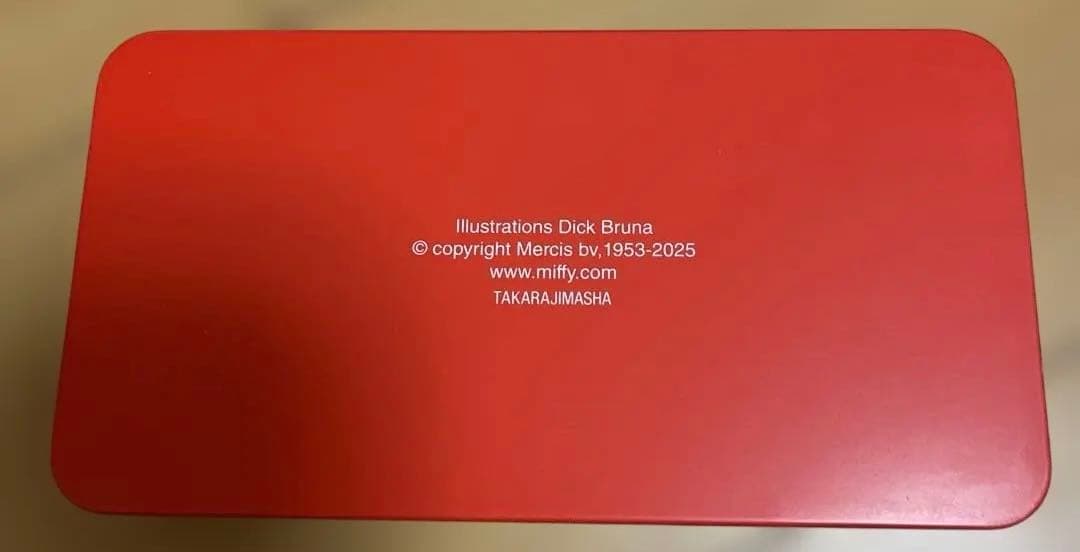 Illustrations Dick Bruna
© copyright Mercis bv,1953-2025
www.miffy.com
TAKARAJIMASHA